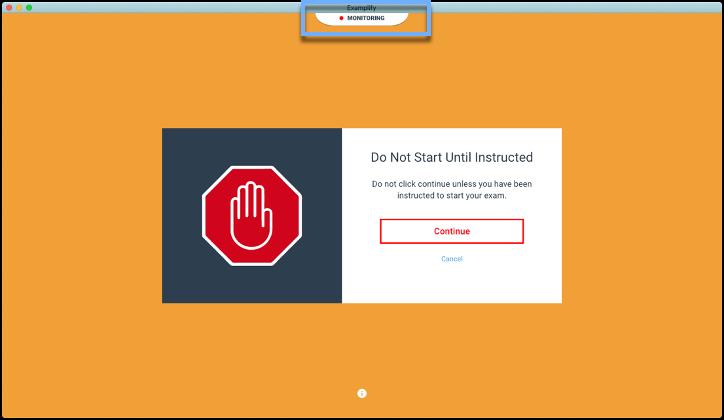 Examplify
MONITORING
Do Not Start Until Instructed
Do not click continue unless you have been
instructed to start your exam.
Continue
Cancel